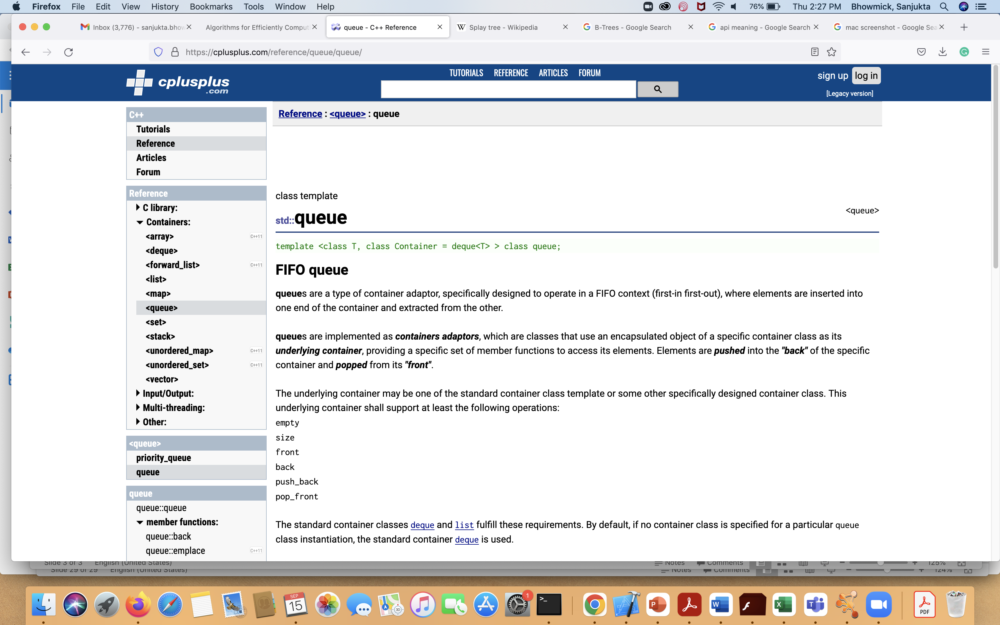 Firefox File Edit View History Bookmarks Tools Window Help 76% Thu 2:27 PM Bhowmick, Sanjukta
Inbox (3,776) - sanjukta.bhow Algorithms for Efficiently Comput queue - C++ Reference W Splay tree - Wikipedia B-Trees - Google Search api meaning - Google Search mac screenshot - Google Sea
https://cplusplus.com/reference/queue/queue/
cplusplus
.com
TUTORIALS REFERENCE ARTICLES FORUM
sign up log in
[Legacy version]
C++
Tutorials
Reference
Articles
Forum
Reference
C library:
Containers:
<array> C++11
<deque>
<forward_list> C++11
<list>
<map>
<queue>
<set>
<stack>
<unordered_map> C++11
<unordered_set> C++11
<vector>
Input/Output:
Multi-threading:
Other:
<queue>
priority_queue
queue
queue
queue::queue
member functions:
queue::back
queue::emplace C++11
Reference : <queue> : queue
class template
<queue>
std::queue
template <class T, class Container = deque<T> > class queue;
FIFO queue
queues are a type of container adaptor, specifically designed to operate in a FIFO context (first-in first-out), where elements are inserted into
one end of the container and extracted from the other.
queues are implemented as containers adaptors, which are classes that use an encapsulated object of a specific container class as its
underlying container, providing a specific set of member functions to access its elements. Elements are pushed into the "back" of the specific
container and popped from its "front".
The underlying container may be one of the standard container class template or some other specifically designed container class. This
underlying container shall support at least the following operations:
empty
size
front
back
push_back
pop_front
The standard container classes deque and list fulfill these requirements. By default, if no container class is specified for a particular queue
class instantiation, the standard container deque is used.
Slide 3 of 3 English (United States) Notes Comments 125%
Slide 29 of 29 English (United States) Notes Comments 124%
SEP
15
3D
1
>_
P
W
X
T
PDF